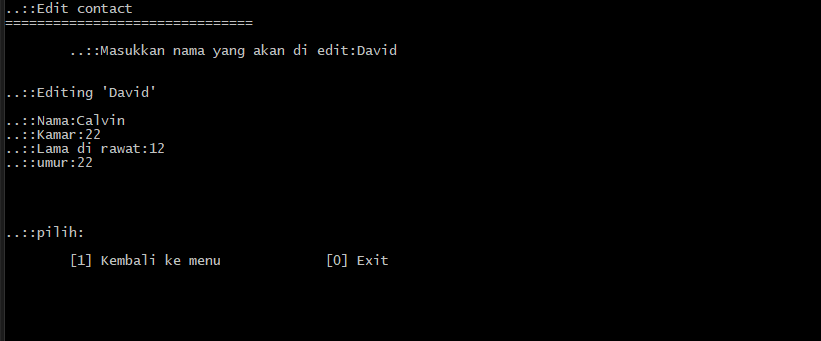 ..::Edit contact
===============================
..::Masukkan nama yang akan di edit:David
..::Editing 'David'
..::Nama:Calvin
..::Kamar:22
..::Lama di rawat:12
..::umur:22
..::pilih:
[1] Kembali ke menu [0] Exit